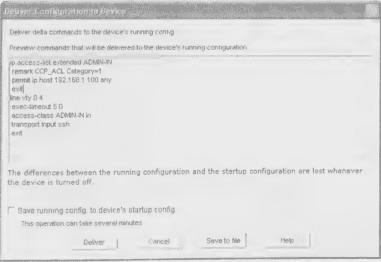 Deliver Configuration to Device
Deliver delta commands to the device's running config.
Preview commands that will be delivered to the device's running configuration.
ip access-list extended ADMIN-IN
remark CCP_ACL Category=1
permit ip host 192.168.1.100 any
exit
line vty 0 4
exec-timeout 5 0
access-class ADMIN-IN in
transport input ssh
exit
The differences between the running configuration and the startup configuration are lost whenever
the device is turned off.
Save running config. to device's startup config.
This operation can take several minutes.
Deliver
Cancel
Save to file
Help